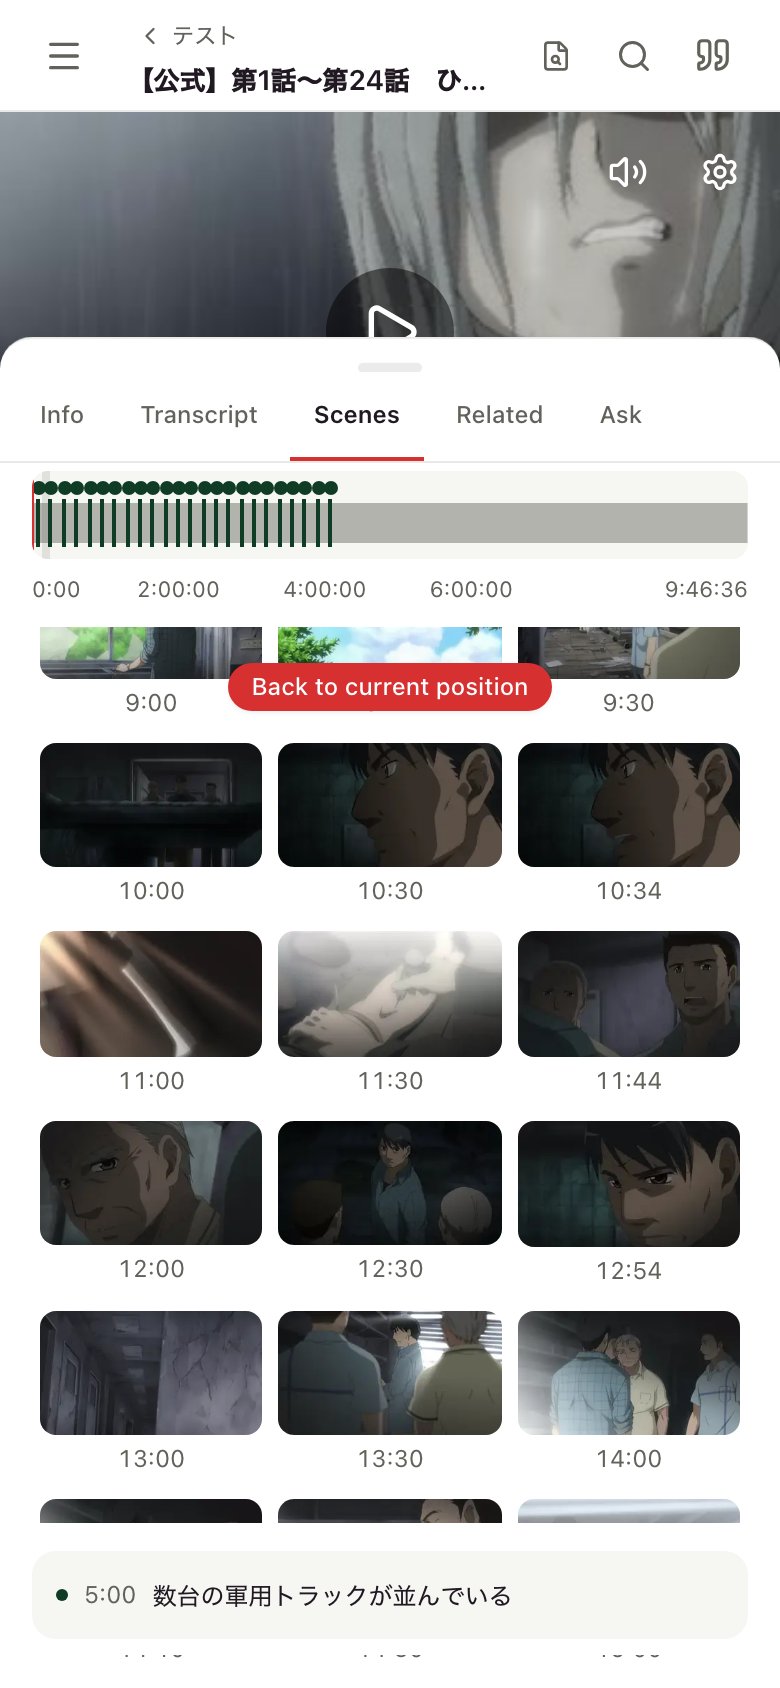 テスト
【公式】第1話〜第24話　ひ...
Info Transcript Scenes Related Ask
0:00 2:00:00 4:00:00 6:00:00 9:46:36
Back to current position
9:00 9:30
10:00 10:30 10:34
11:00 11:30 11:44
12:00 12:30 12:54
13:00 13:30 14:00
5:00 数台の軍用トラックが並んでいる